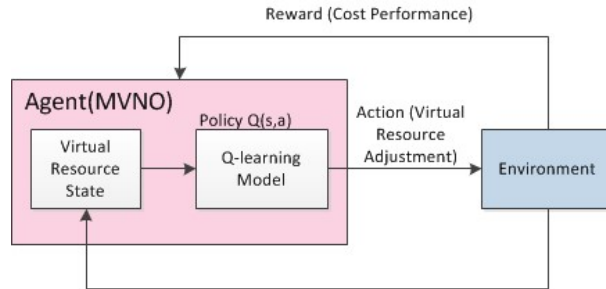 Reward (Cost Performance)
Agent(MVNO)
Policy Q(s,a)
Virtual
Resource
State
Q-learning
Model
Action (Virtual
Resource
Adjustment)
Environment